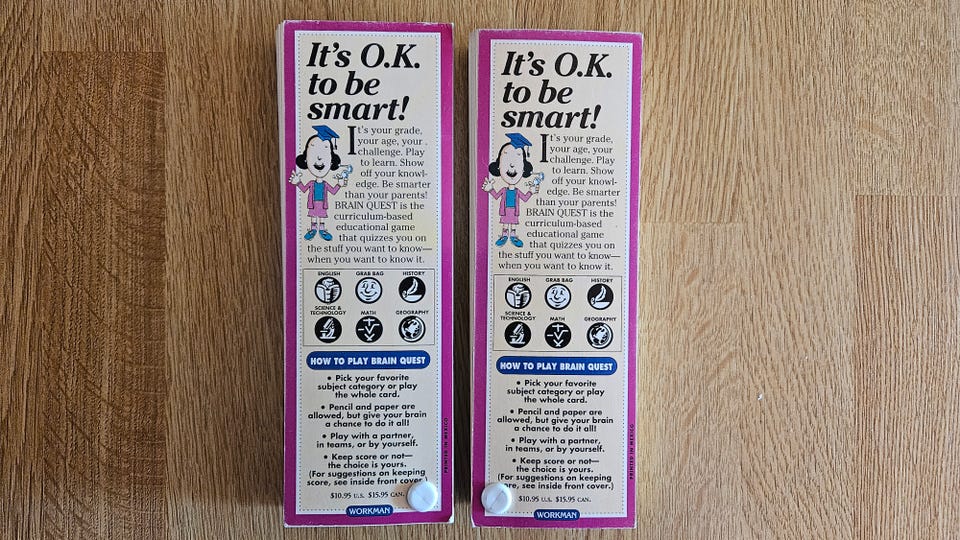 It's O.K.
to be
smart!
It's your grade,
your age, your
challenge. Play
to learn. Show
off your knowl-
edge. Be smarter
than your parents!
BRAIN QUEST is the
curriculum-based
educational game
that quizzes you on
the stuff you want to know—
when you want to know it.
ENGLISH GRAB BAG HISTORY
SCIENCE &
TECHNOLOGY MATH GEOGRAPHY
HOW TO PLAY BRAIN QUEST
• Pick your favorite
subject category or play
the whole card.
• Pencil and paper are
allowed, but give your brain
a chance to do it all!
• Play with a partner,
in teams, or by yourself.
• Keep score or not—
the choice is yours.
(For suggestions on keeping
score, see inside front cover.)
$10.95 U.S. $15.95 CAN.
WORKMAN
PRINTED IN MEXICO
It's O.K.
to be
smart!
It's your grade,
your age, your
challenge. Play
to learn. Show
off your knowl-
edge. Be smarter
than your parents!
BRAIN QUEST is the
curriculum-based
educational game
that quizzes you on
the stuff you want to know—
when you want to know it.
ENGLISH GRAB BAG HISTORY
SCIENCE &
TECHNOLOGY MATH GEOGRAPHY
HOW TO PLAY BRAIN QUEST
• Pick your favorite
subject category or play
the whole card.
• Pencil and paper are
allowed, but give your brain
a chance to do it all!
• Play with a partner,
in teams, or by yourself.
• Keep score or not—
the choice is yours.
(For suggestions on keeping
score, see inside front cover.)
$10.95 U.S. $15.95 CAN.
WORKMAN
PRINTED IN MEXICO